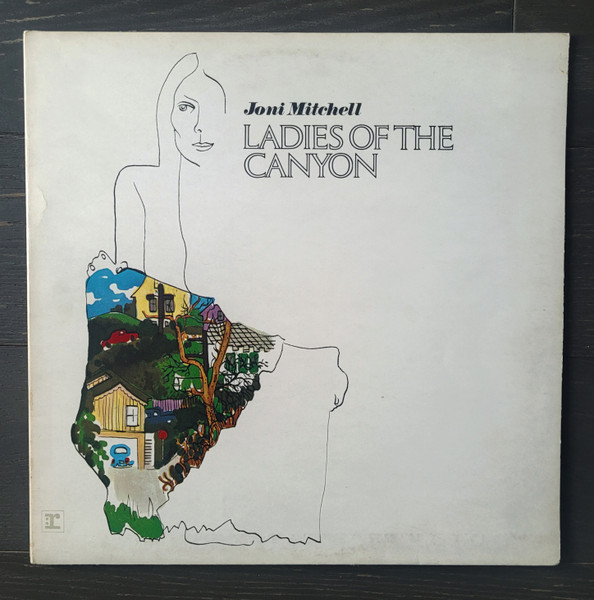 Joni Mitchell
LADIES OF THE
CANYON
r